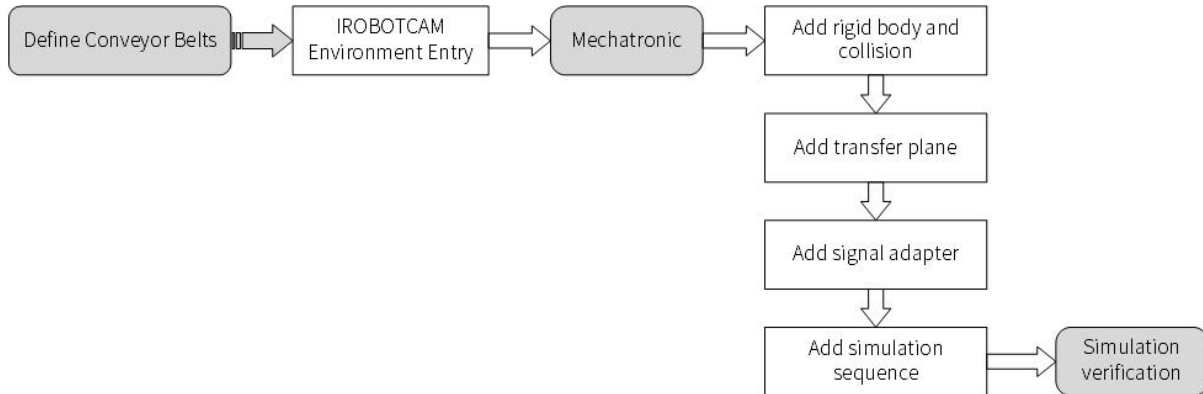 Define Conveyor Belts
IROBOTCAM
Environment Entry
Mechatronic
Add rigid body and
collision
Add transfer plane
Add signal adapter
Add simulation
sequence
Simulation
verification